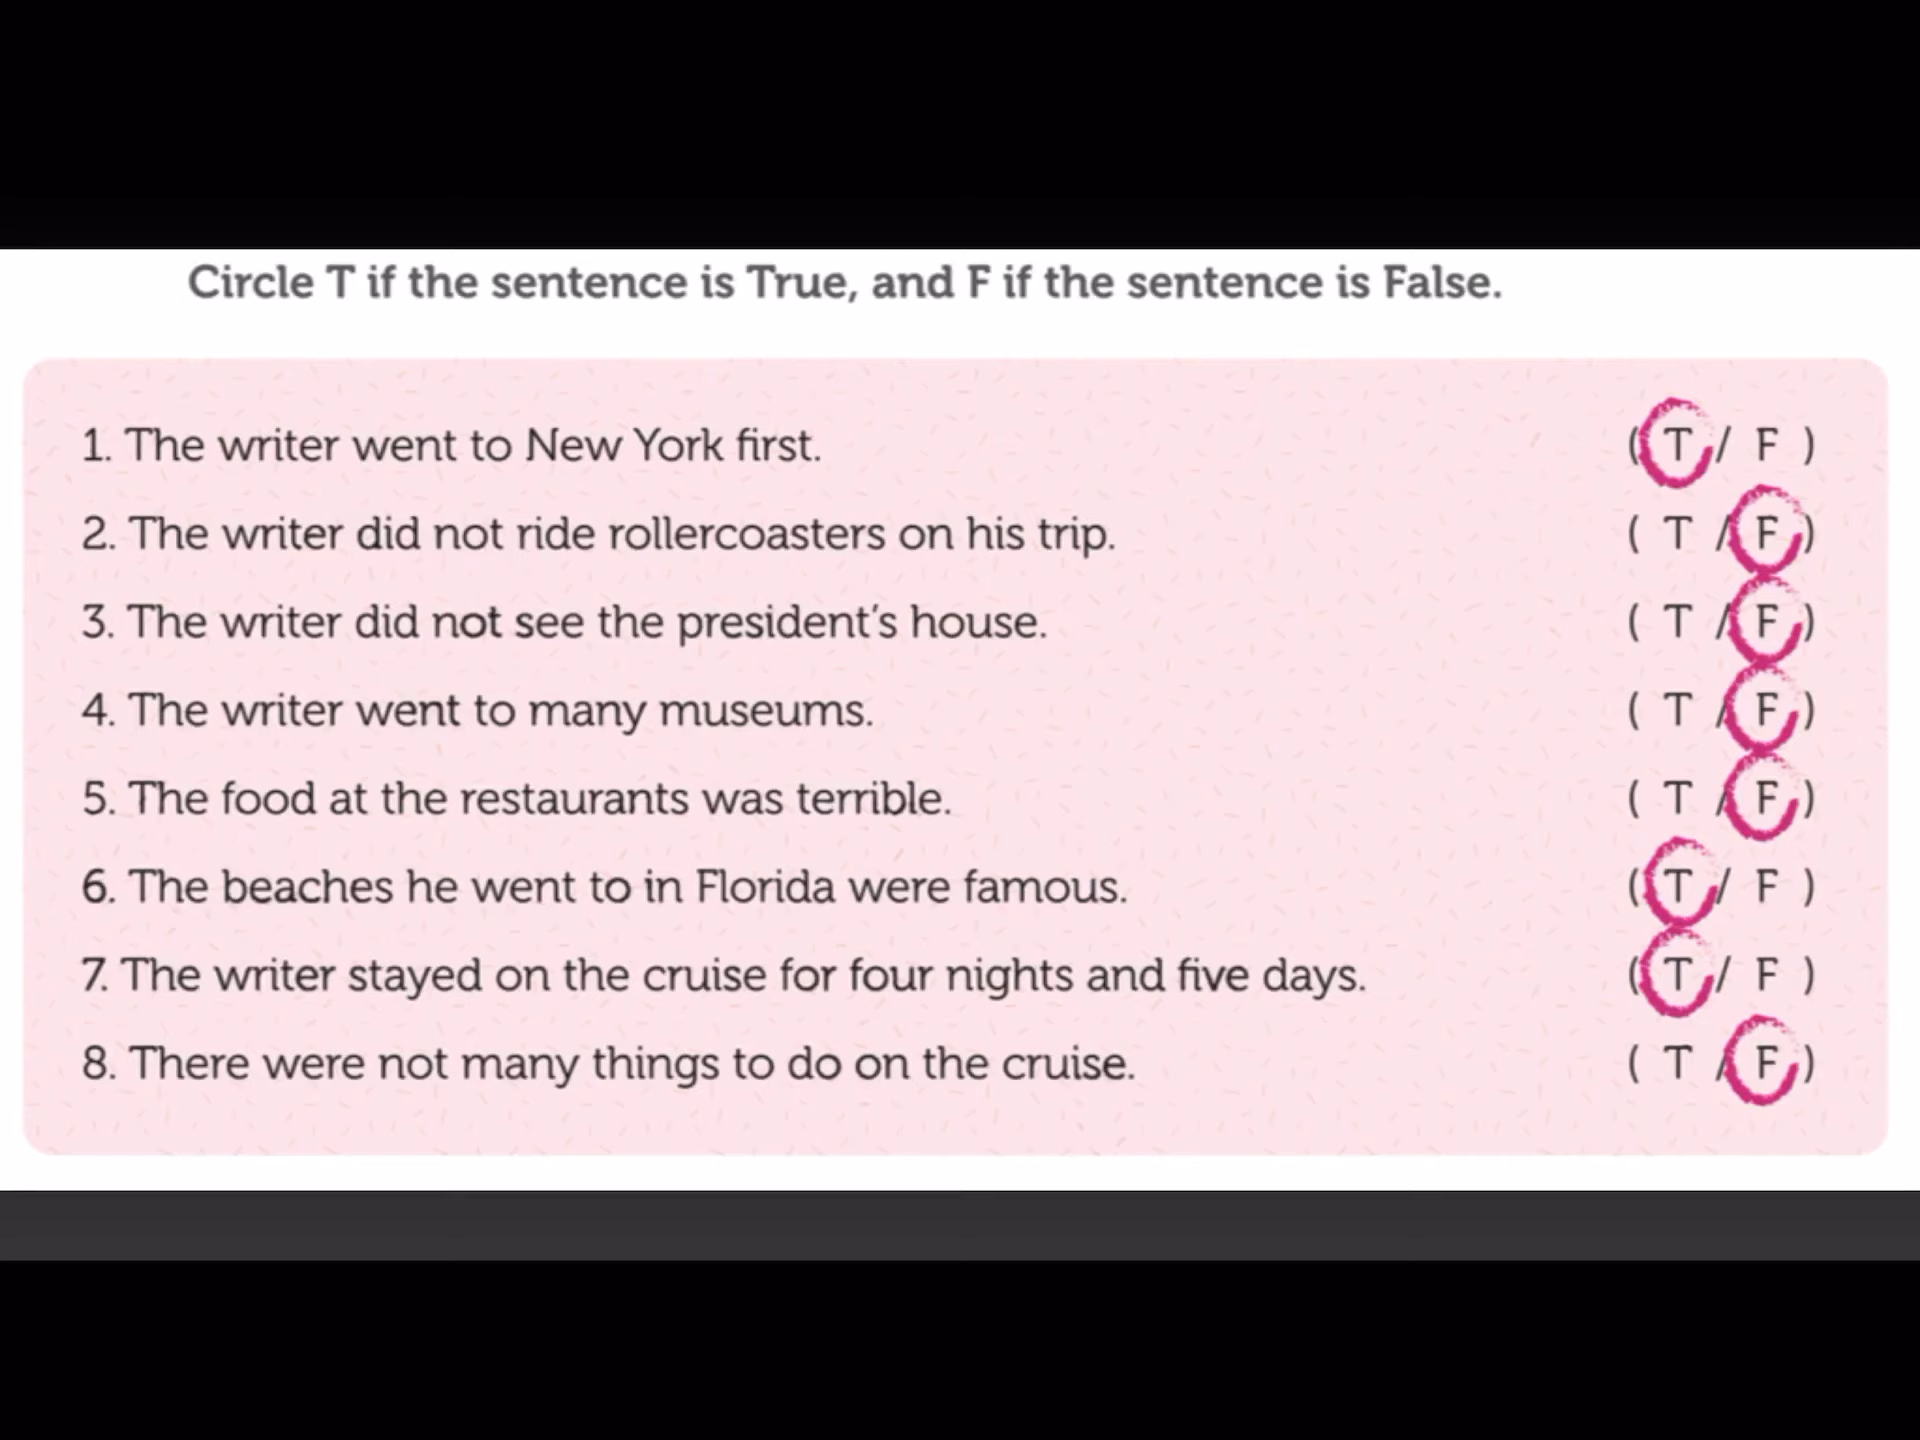 Circle T if the sentence is True, and F if the sentence is False.
1. The writer went to New York first. ( T / F )
2. The writer did not ride rollercoasters on his trip. ( T / F )
3. The writer did not see the president's house. ( T / F )
4. The writer went to many museums. ( T / F )
5. The food at the restaurants was terrible. ( T / F )
6. The beaches he went to in Florida were famous. ( T / F )
7. The writer stayed on the cruise for four nights and five days. ( T / F )
8. There were not many things to do on the cruise. ( T / F )